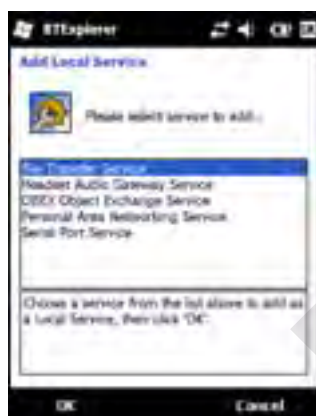 BTExplorer
Add Local Service
Please select service to add...
File Transfer Service
Headset Audio Gateway Service
OBEX Object Exchange Service
Personal Area Networking Service
Serial Port Service
Choose a service from the list above to add as
a Local Service, then click 'OK'
OK
Cancel